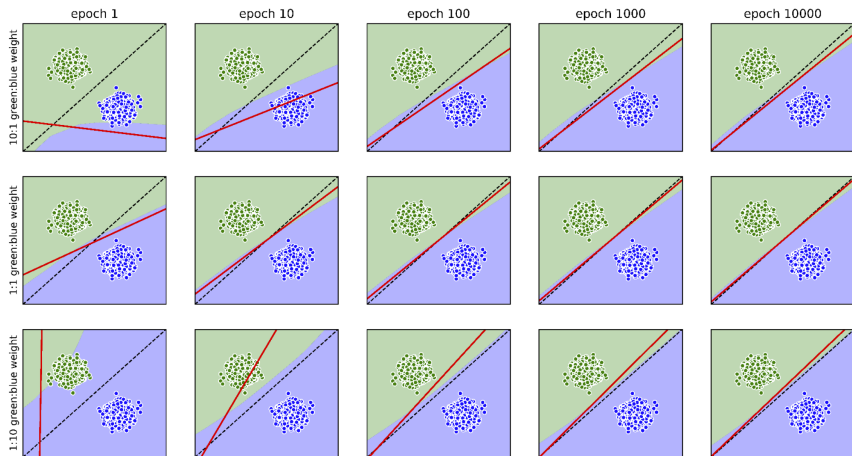 epoch 1
epoch 10
epoch 100
epoch 1000
epoch 10000
10:1 green:blue weight
1:1 green:blue weight
1:10 green:blue weight